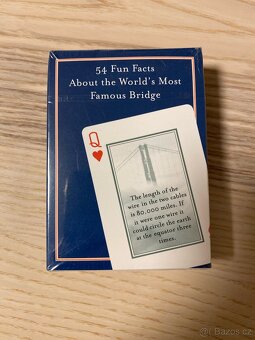 54 Fun Facts
About the World's Most
Famous Bridge
Q
The length of the
wire in the two cables
is 80,000 miles. If
it were one wire it
could circle the earth
at the equator three
times.
© sbazar.cz